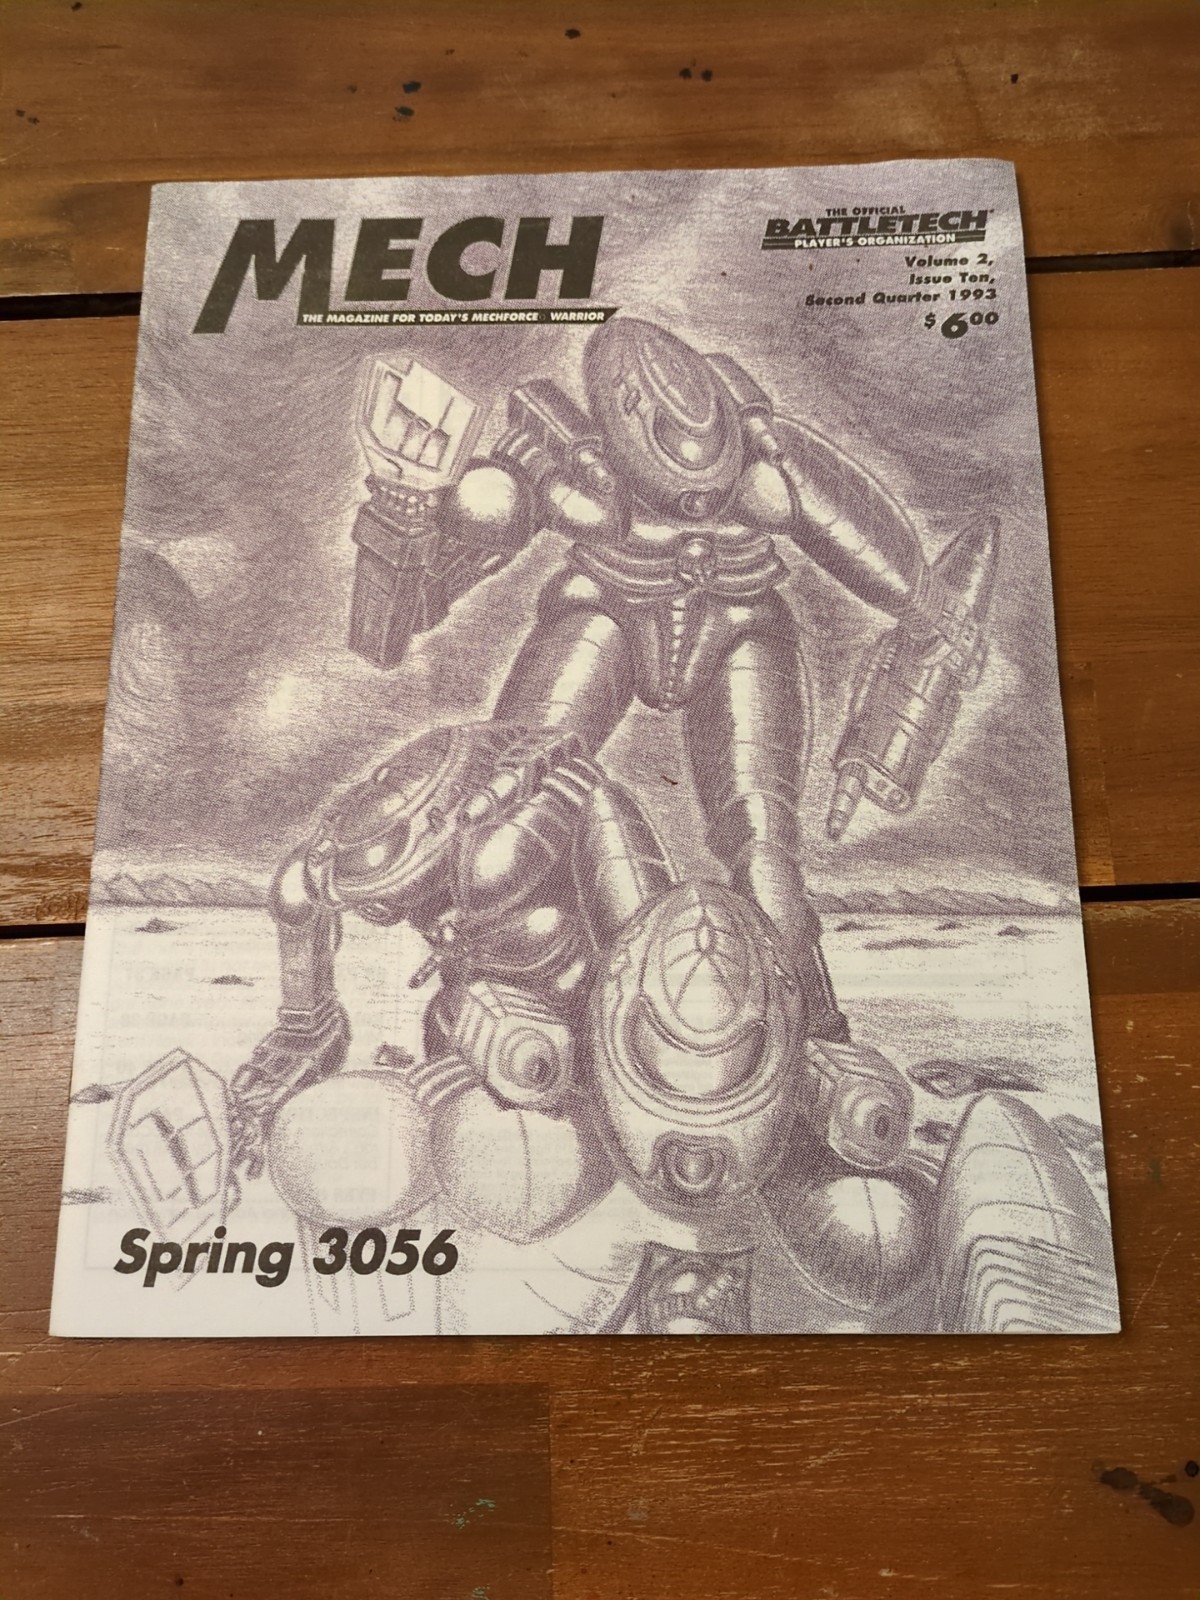 MECH
THE MAGAZINE FOR TODAY'S MECHFORCE® WARRIOR
THE OFFICIAL
BATTLETECH®
PLAYER'S ORGANIZATION
Volume 2,
Issue Ten,
Second Quarter 1993
$6.00
Spring 3056